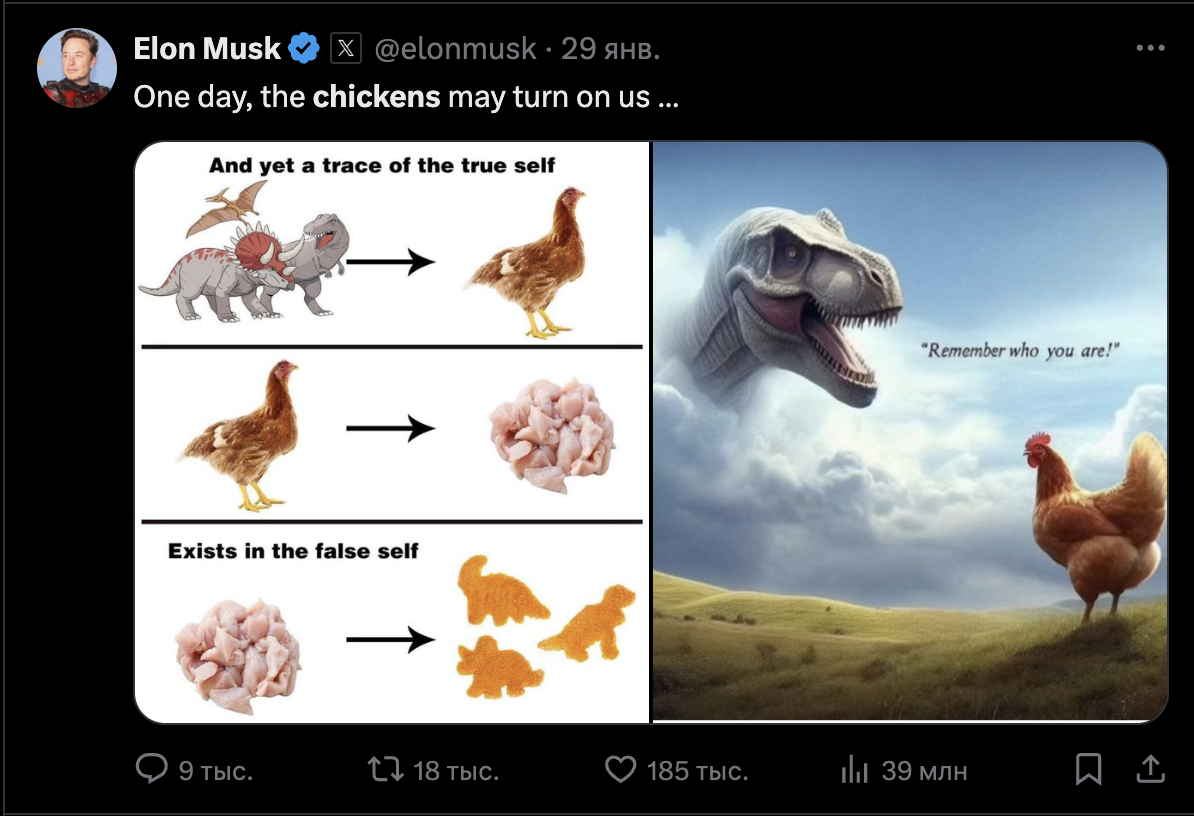 Elon Musk X @elonmusk · 29 янв.
One day, the chickens may turn on us ...
And yet a trace of the true self
Exists in the false self
“Remember who you are!”
9 тыс. 18 тыс. 185 тыс. 39 млн